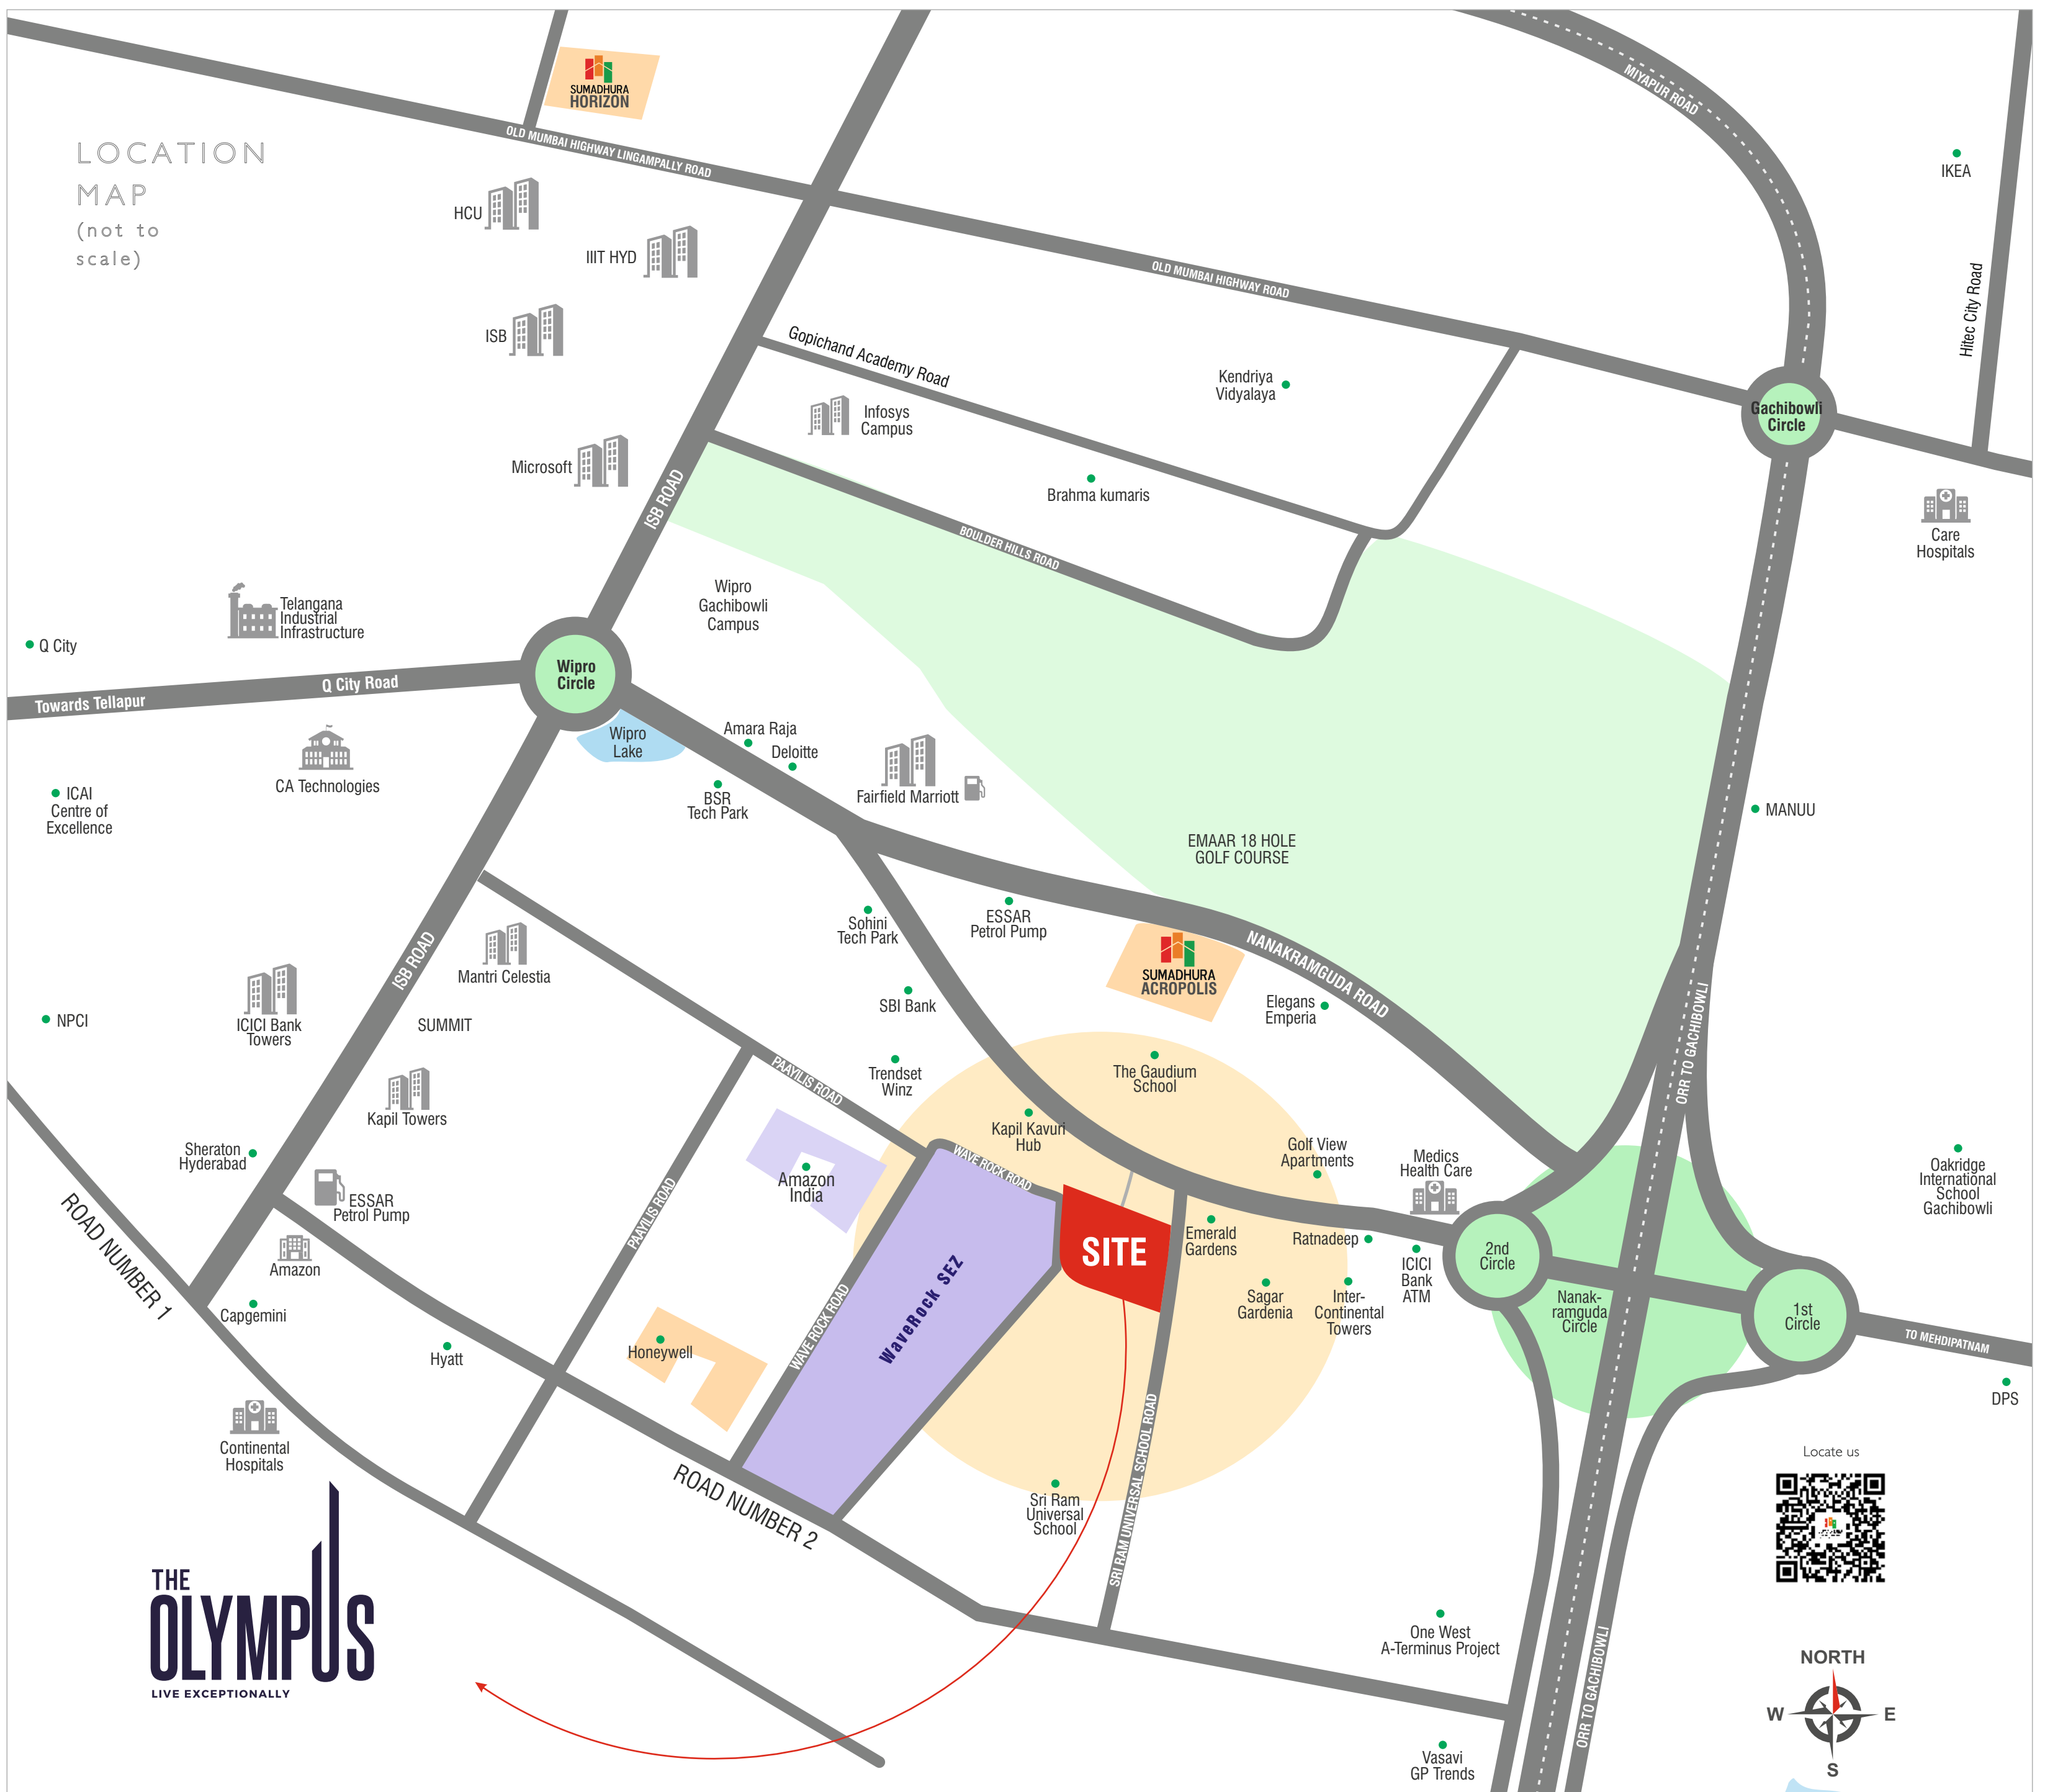 SUMADHURA
HORIZON
LOCATION
MAP
(not to
scale)
OLD MUMBAI HIGHWAY LINGAMPALLY ROAD
MIYAPUR ROAD
IKEA
HCU
IIIT HYD
ISB
OLD MUMBAI HIGHWAY ROAD
Hitec City Road
Gopichand Academy Road
Kendriya
Vidyalaya
Gachibowli
Circle
Infosys
Campus
Microsoft
ISB ROAD
Brahma kumaris
BOULDER HILLS ROAD
Care
Hospitals
Wipro
Gachibowli
Campus
Telangana
Industrial
Infrastructure
Q City
Wipro
Circle
Q City Road
Towards Tellapur
Wipro
Lake
Amara Raja
Deloitte
BSR
Tech Park
Fairfield Marriott
CA Technologies
ICAI
Centre of
Excellence
MANUU
EMAAR 18 HOLE
GOLF COURSE
Sohini
Tech Park
ESSAR
Petrol Pump
NANAKRAMGUDA ROAD
SUMADHURA
ACROPOLIS
ISB ROAD
Mantri Celestia
SBI Bank
Elegans
Emperia
NPCI
ICICI Bank
Towers
SUMMIT
ORR TO GACHIBOWLI
PAAYILIS ROAD
Trendset
Winz
The Gaudium
School
Kapil Towers
Kapil Kavuri
Hub
Sheraton
Hyderabad
WAVE ROCK ROAD
Golf View
Apartments
Medics
Health Care
Oakridge
International
School
Gachibowli
Amazon
India
ESSAR
Petrol Pump
ROAD NUMBER 1
PAAYILIS ROAD
SITE
Emerald
Gardens
Ratnadeep
ICICI
Bank
ATM
2nd
Circle
Amazon
Capgemini
WaveRock SEZ
Sagar
Gardenia
Inter-
Continental
Towers
Nanak-
ramguda
Circle
1st
Circle
TO MEHDIPATNAM
WAVE ROCK ROAD
Hyatt
Honeywell
DPS
Continental
Hospitals
ROAD NUMBER 2
SRI RAM UNIVERSAL SCHOOL ROAD
Sri Ram
Universal
School
Locate us
THE
OLYMPUS
LIVE EXCEPTIONALLY
One West
A-Terminus Project
ORR TO GACHIBOWLI
NORTH
W
E
S
Vasavi
GP Trends